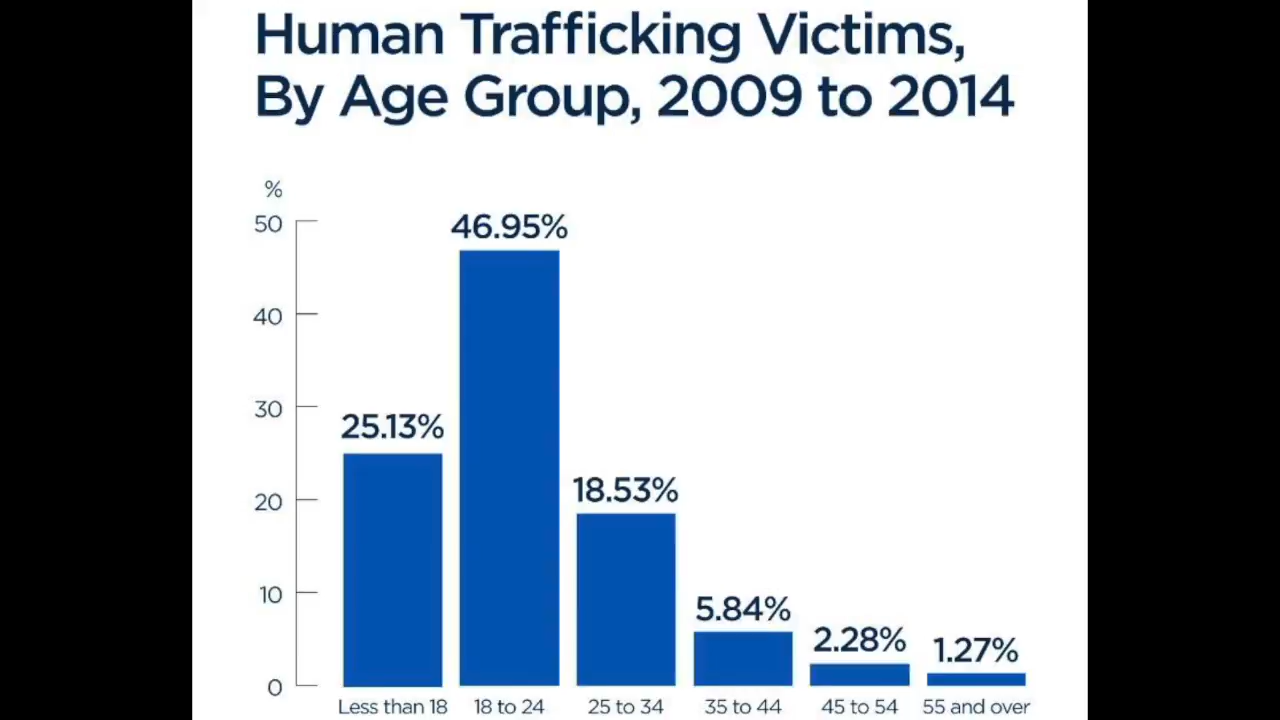 Human Trafficking Victims,
By Age Group, 2009 to 2014
%
50
40
30
20
10
0
25.13%
46.95%
18.53%
5.84%
2.28%
1.27%
Less than 18
18 to 24
25 to 34
35 to 44
45 to 54
55 and over